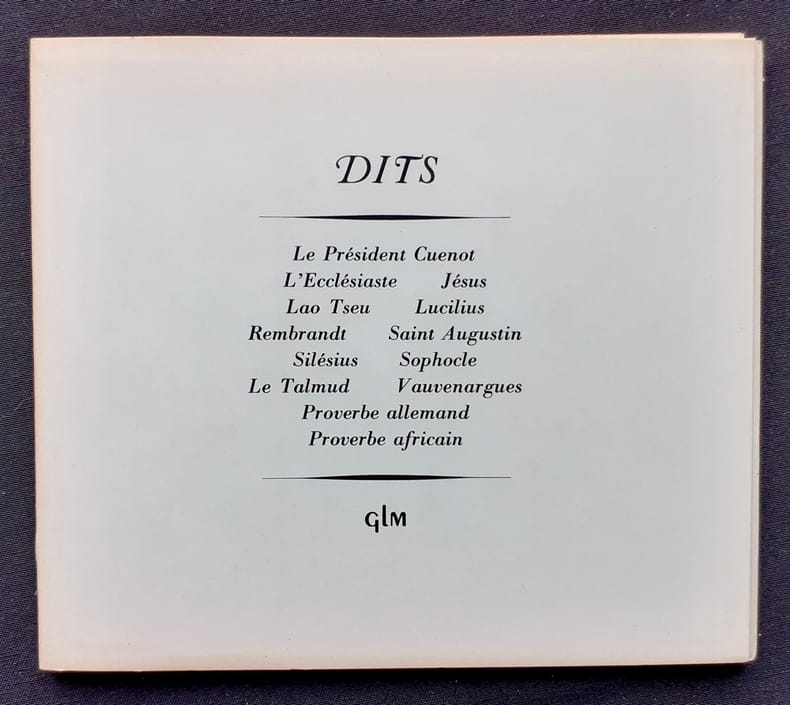 DITS
Le Président Cuenot
L'Ecclésiaste Jésus
Lao Tseu Lucilius
Rembrandt Saint Augustin
Silésius Sophocle
Le Talmud Vauvenargues
Proverbe allemand
Proverbe africain
GLM